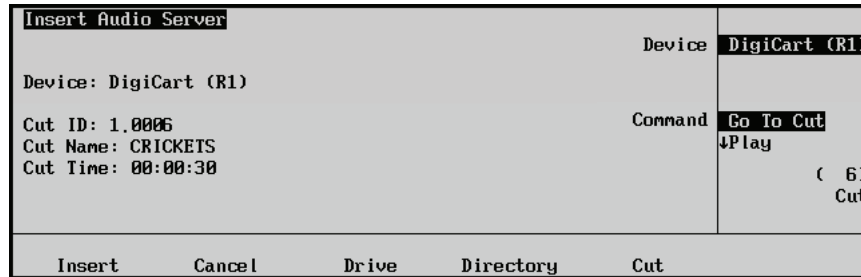 Insert Audio Server
Device DigiCart (R1)
Device: DigiCart (R1)
Cut ID: 1.0006 Command Go To Cut
Cut Name: CRICKETS ↓Play
Cut Time: 00:00:30 ( 6)
Cut
Insert Cancel Drive Directory Cut